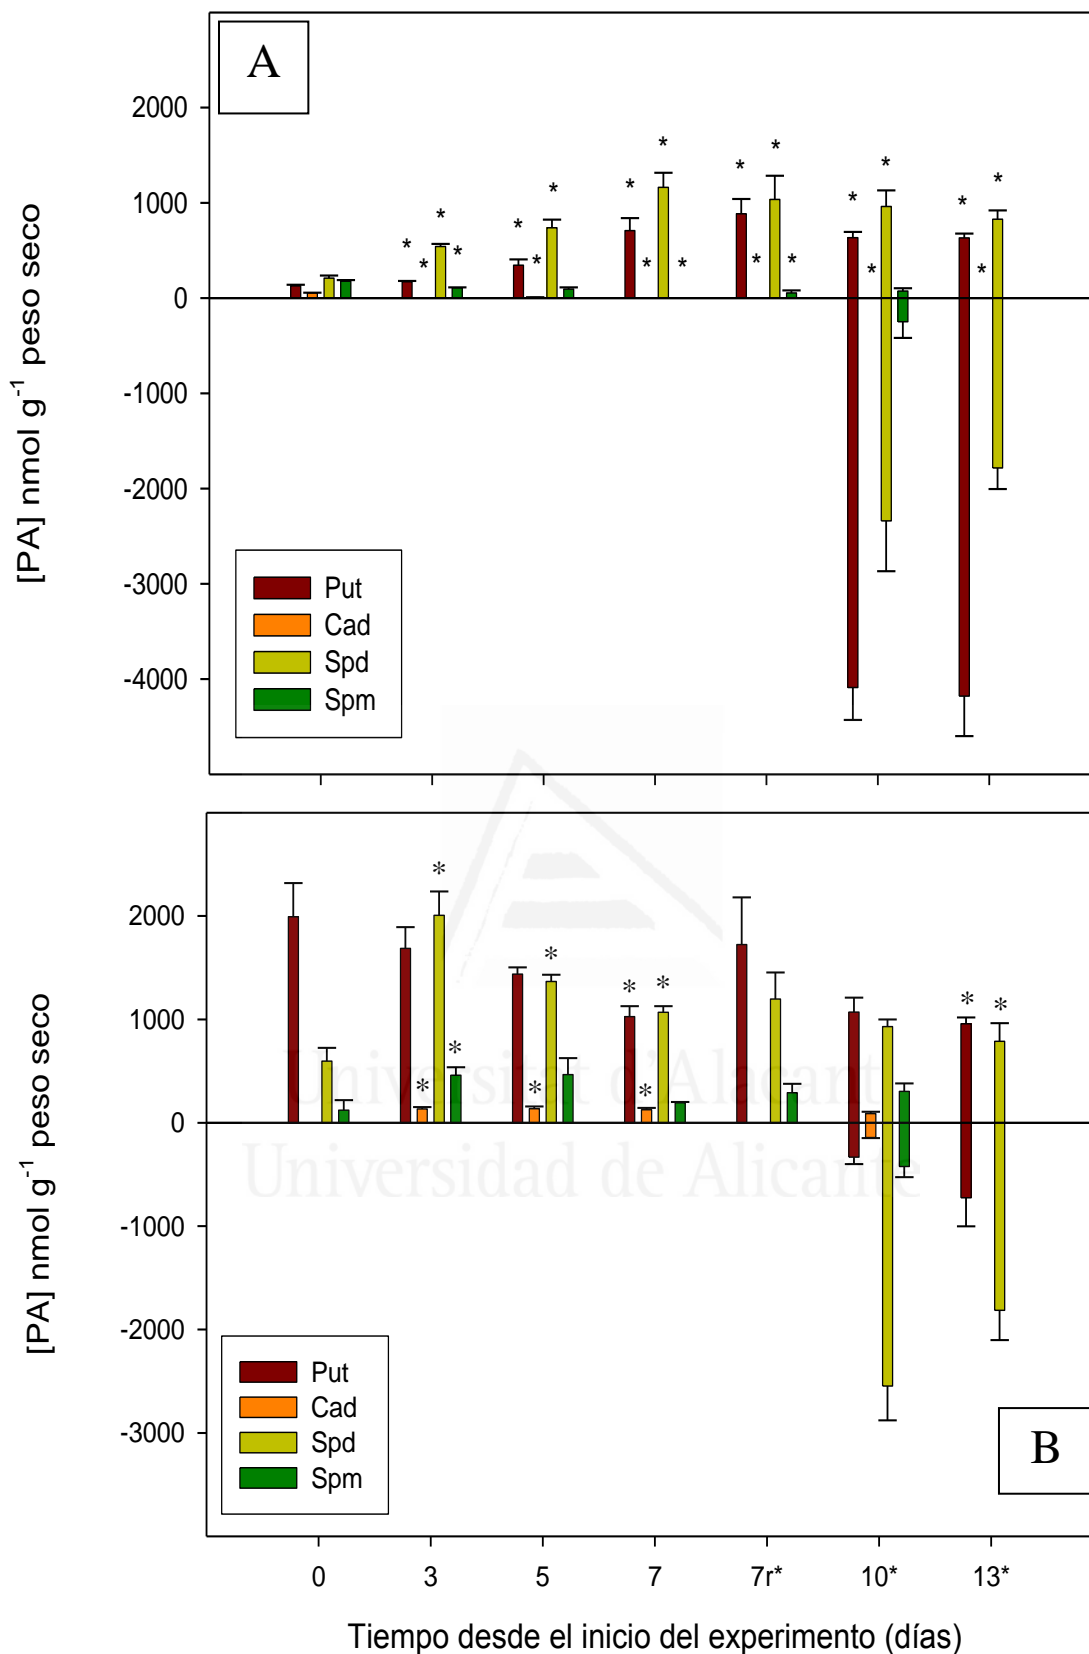 A
2000
1000
0
-1000
-2000
-3000
-4000
[PA] nmol g⁻¹ peso seco
* * * *
* * *
* * * *
* * * *
* * *
* * *
Put
Cad
Spd
Spm
2000
1000
0
-1000
-2000
-3000
[PA] nmol g⁻¹ peso seco
* * *
* *
* * *
* *
Universitat d'Alacant
Universidad de Alicante
Put
Cad
Spd
Spm
B
0 3 5 7 7r* 10* 13*
Tiempo desde el inicio del experimento (días)